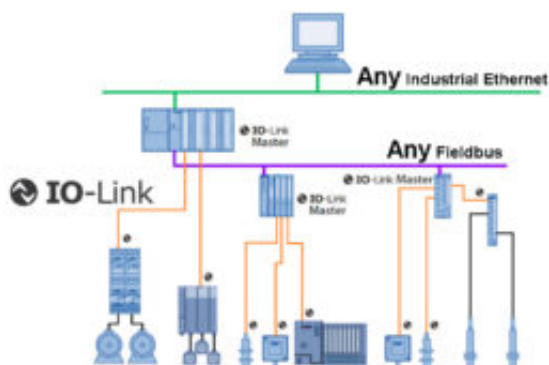 Any Industrial Ethernet
IO-Link
Master
Any Fieldbus
IO-Link Master
IO-Link
IO-Link
Master